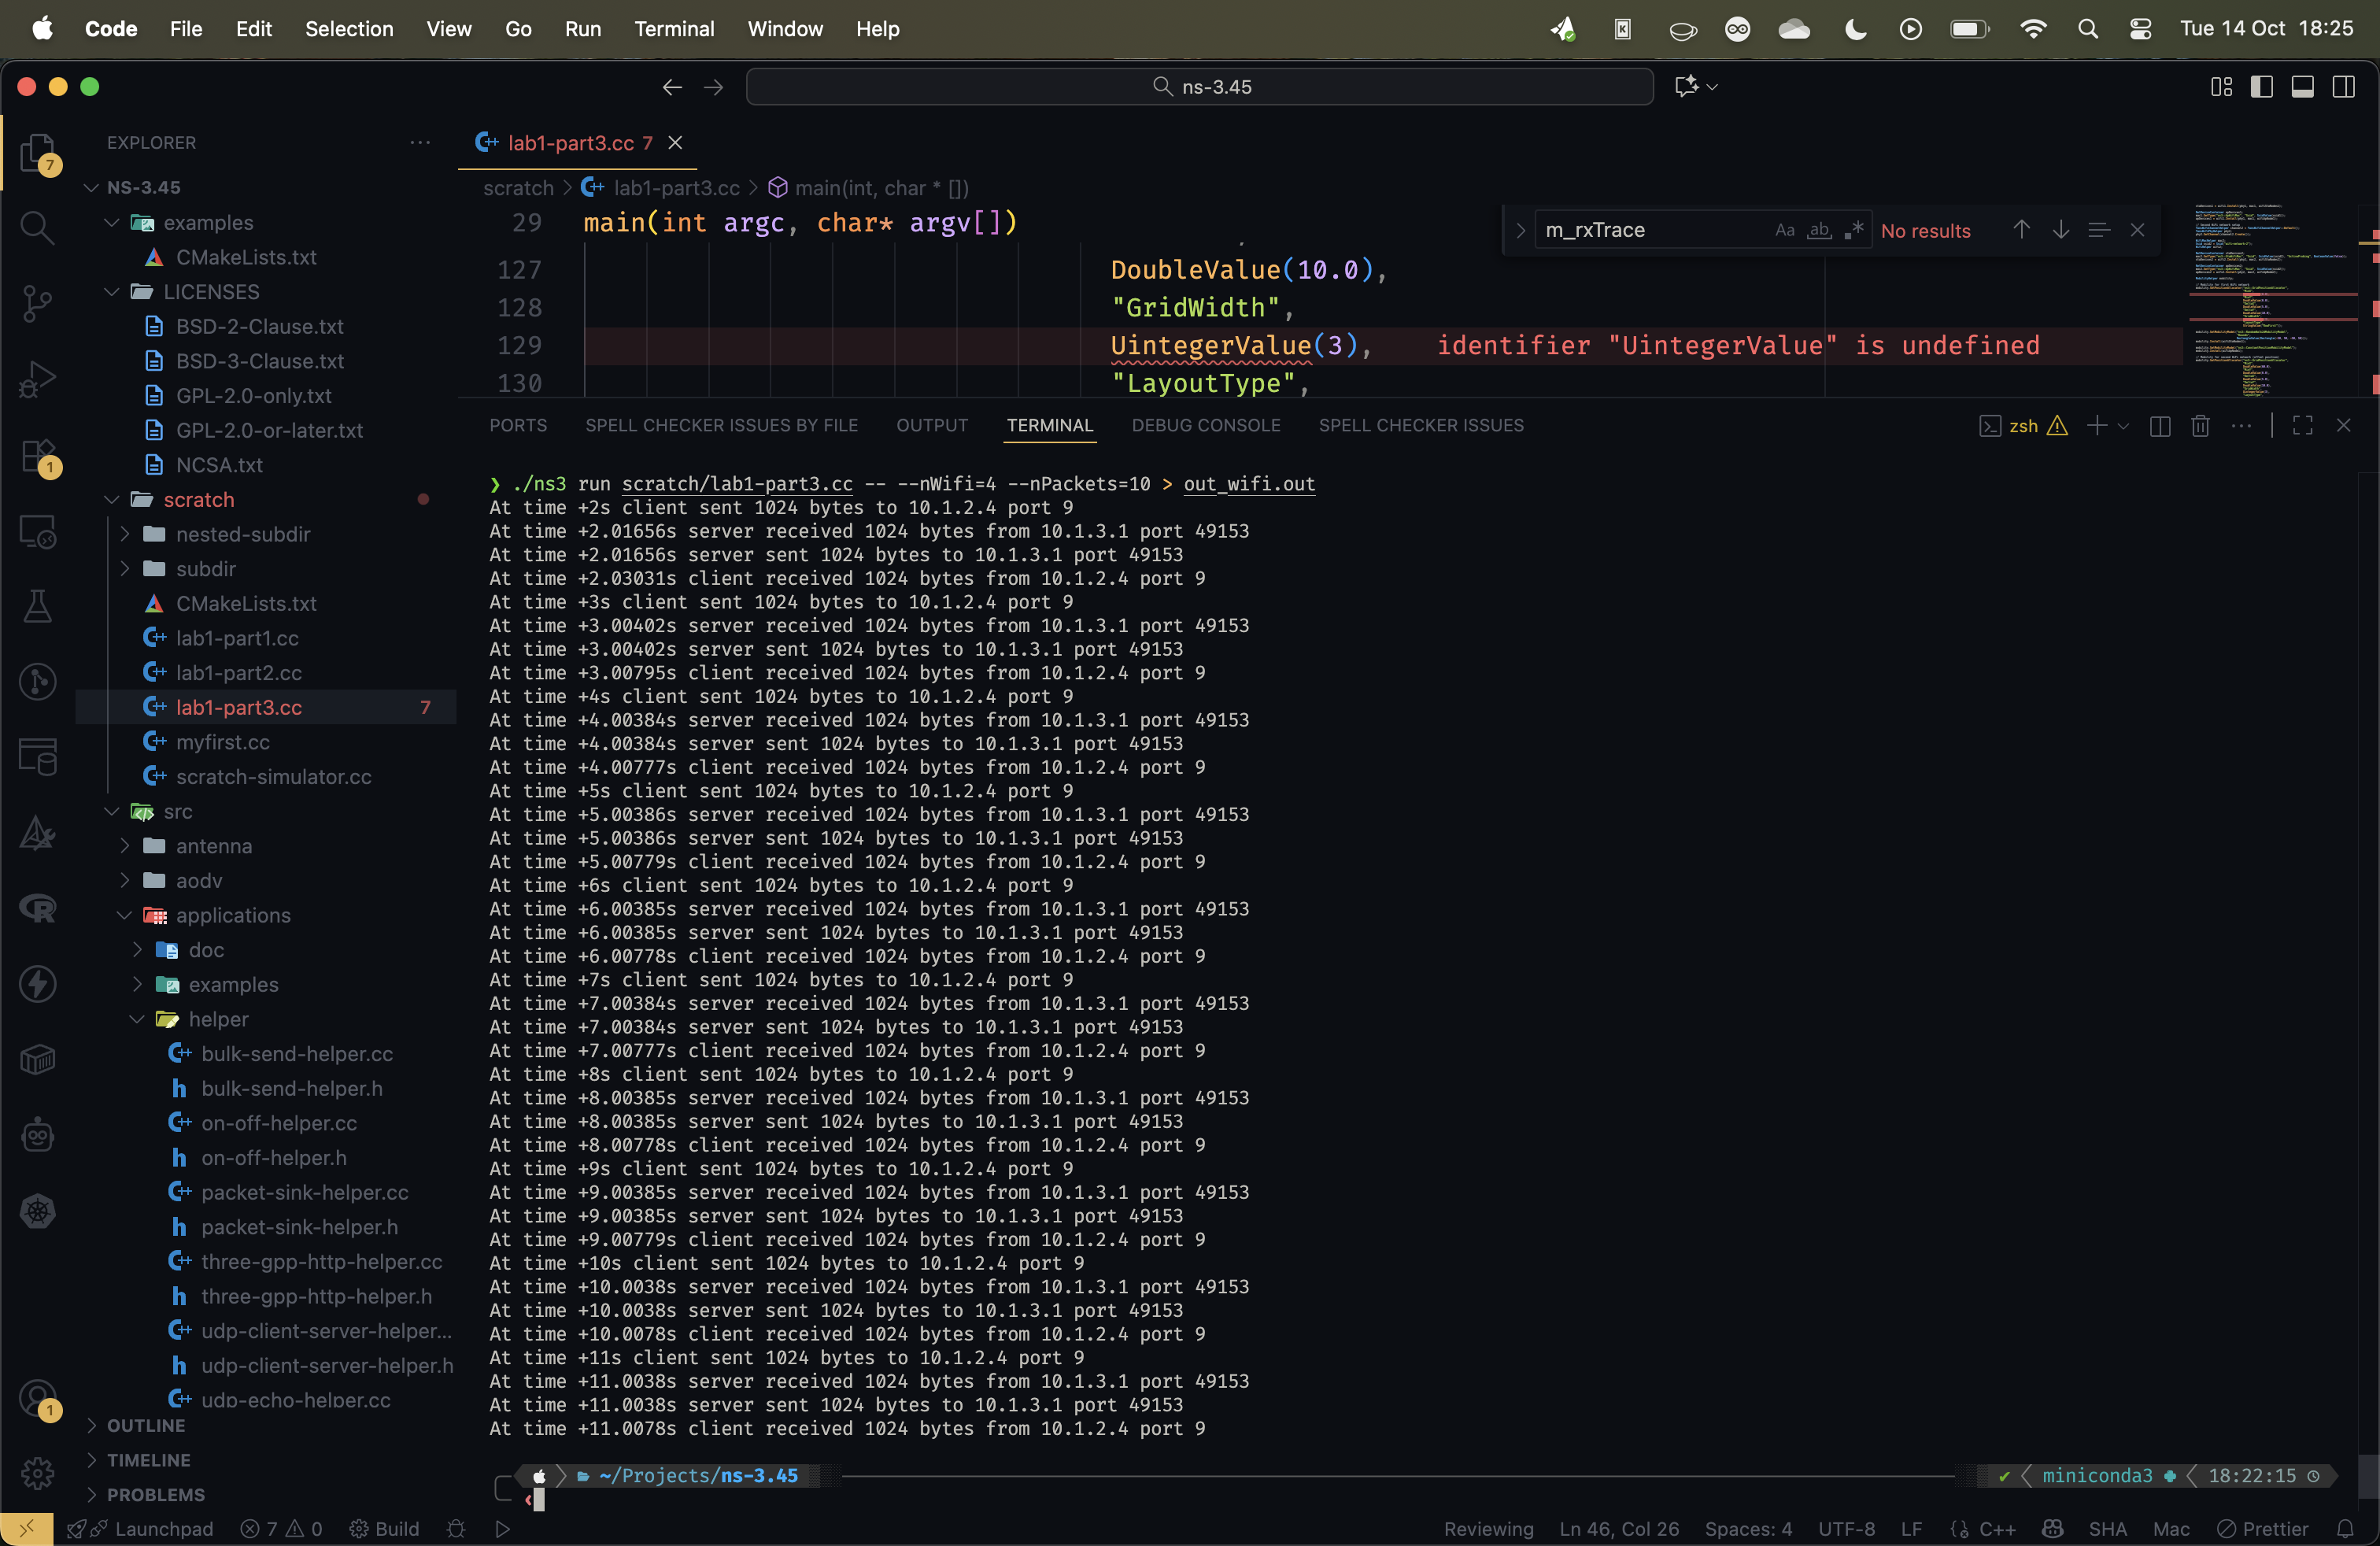 Code File Edit Selection View Go Run Terminal Window Help Tue 14 Oct 18:25
ns-3.45
EXPLORER
NS-3.45
examples
CMakeLists.txt
LICENSES
BSD-2-Clause.txt
BSD-3-Clause.txt
GPL-2.0-only.txt
GPL-2.0-or-later.txt
NCSA.txt
scratch
nested-subdir
subdir
CMakeLists.txt
lab1-part1.cc
lab1-part2.cc
lab1-part3.cc 7
myfirst.cc
scratch-simulator.cc
src
antenna
aodv
applications
doc
examples
helper
bulk-send-helper.cc
bulk-send-helper.h
on-off-helper.cc
on-off-helper.h
packet-sink-helper.cc
packet-sink-helper.h
three-gpp-http-helper.cc
three-gpp-http-helper.h
udp-client-server-helper...
udp-client-server-helper.h
udp-echo-helper.cc
OUTLINE
TIMELINE
PROBLEMS
7
1
1
lab1-part3.cc 7
scratch > lab1-part3.cc > main(int, char * [])
m_rxTrace Aa ab .* No results
29 main(int argc, char* argv[])
127 DoubleValue(10.0),
128 "GridWidth",
129 UintegerValue(3), identifier "UintegerValue" is undefined
130 "LayoutType",
PORTS SPELL CHECKER ISSUES BY FILE OUTPUT TERMINAL DEBUG CONSOLE SPELL CHECKER ISSUES zsh
❯ ./ns3 run scratch/lab1-part3.cc -- --nWifi=4 --nPackets=10 > out_wifi.out
At time +2s client sent 1024 bytes to 10.1.2.4 port 9
At time +2.01656s server received 1024 bytes from 10.1.3.1 port 49153
At time +2.01656s server sent 1024 bytes to 10.1.3.1 port 49153
At time +2.03031s client received 1024 bytes from 10.1.2.4 port 9
At time +3s client sent 1024 bytes to 10.1.2.4 port 9
At time +3.00402s server received 1024 bytes from 10.1.3.1 port 49153
At time +3.00402s server sent 1024 bytes to 10.1.3.1 port 49153
At time +3.00795s client received 1024 bytes from 10.1.2.4 port 9
At time +4s client sent 1024 bytes to 10.1.2.4 port 9
At time +4.00384s server received 1024 bytes from 10.1.3.1 port 49153
At time +4.00384s server sent 1024 bytes to 10.1.3.1 port 49153
At time +4.00777s client received 1024 bytes from 10.1.2.4 port 9
At time +5s client sent 1024 bytes to 10.1.2.4 port 9
At time +5.00386s server received 1024 bytes from 10.1.3.1 port 49153
At time +5.00386s server sent 1024 bytes to 10.1.3.1 port 49153
At time +5.00779s client received 1024 bytes from 10.1.2.4 port 9
At time +6s client sent 1024 bytes to 10.1.2.4 port 9
At time +6.00385s server received 1024 bytes from 10.1.3.1 port 49153
At time +6.00385s server sent 1024 bytes to 10.1.3.1 port 49153
At time +6.00778s client received 1024 bytes from 10.1.2.4 port 9
At time +7s client sent 1024 bytes to 10.1.2.4 port 9
At time +7.00384s server received 1024 bytes from 10.1.3.1 port 49153
At time +7.00384s server sent 1024 bytes to 10.1.3.1 port 49153
At time +7.00777s client received 1024 bytes from 10.1.2.4 port 9
At time +8s client sent 1024 bytes to 10.1.2.4 port 9
At time +8.00385s server received 1024 bytes from 10.1.3.1 port 49153
At time +8.00385s server sent 1024 bytes to 10.1.3.1 port 49153
At time +8.00778s client received 1024 bytes from 10.1.2.4 port 9
At time +9s client sent 1024 bytes to 10.1.2.4 port 9
At time +9.00385s server received 1024 bytes from 10.1.3.1 port 49153
At time +9.00385s server sent 1024 bytes to 10.1.3.1 port 49153
At time +9.00779s client received 1024 bytes from 10.1.2.4 port 9
At time +10s client sent 1024 bytes to 10.1.2.4 port 9
At time +10.0038s server received 1024 bytes from 10.1.3.1 port 49153
At time +10.0038s server sent 1024 bytes to 10.1.3.1 port 49153
At time +10.0078s client received 1024 bytes from 10.1.2.4 port 9
At time +11s client sent 1024 bytes to 10.1.2.4 port 9
At time +11.0038s server received 1024 bytes from 10.1.3.1 port 49153
At time +11.0038s server sent 1024 bytes to 10.1.3.1 port 49153
At time +11.0078s client received 1024 bytes from 10.1.2.4 port 9
~/Projects/ns-3.45 ✔ miniconda3 18:22:15
Launchpad 7 0 Build Reviewing Ln 46, Col 26 Spaces: 4 UTF-8 LF C++ SHA Mac Prettier